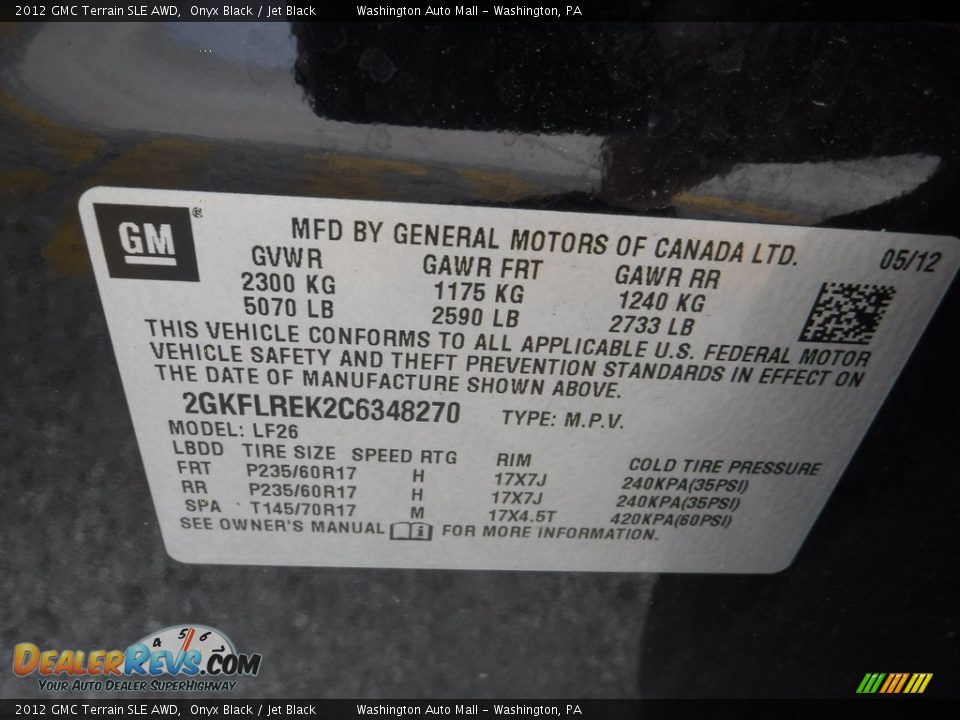 2012 GMC Terrain SLE AWD, Onyx Black / Jet Black Washington Auto Mall - Washington, PA
GM ®
MFD BY GENERAL MOTORS OF CANADA LTD. 05/12
GVWR GAWR FRT GAWR RR
2300 KG 1175 KG 1240 KG
5070 LB 2590 LB 2733 LB
THIS VEHICLE CONFORMS TO ALL APPLICABLE U.S. FEDERAL MOTOR
VEHICLE SAFETY AND THEFT PREVENTION STANDARDS IN EFFECT ON
THE DATE OF MANUFACTURE SHOWN ABOVE.
2GKFLREK2C6348270 TYPE: M.P.V.
MODEL: LF26
LBDD TIRE SIZE SPEED RTG RIM COLD TIRE PRESSURE
FRT P235/60R17 H 17X7J 240KPA(35PSI)
RR P235/60R17 H 17X7J 240KPA(35PSI)
SPA T145/70R17 M 17X4.5T 420KPA(60PSI)
SEE OWNER'S MANUAL i FOR MORE INFORMATION.
4 5 6
DEALERREVS.COM
YOUR AUTO DEALER SUPERHIGHWAY
2012 GMC Terrain SLE AWD, Onyx Black / Jet Black Washington Auto Mall - Washington, PA